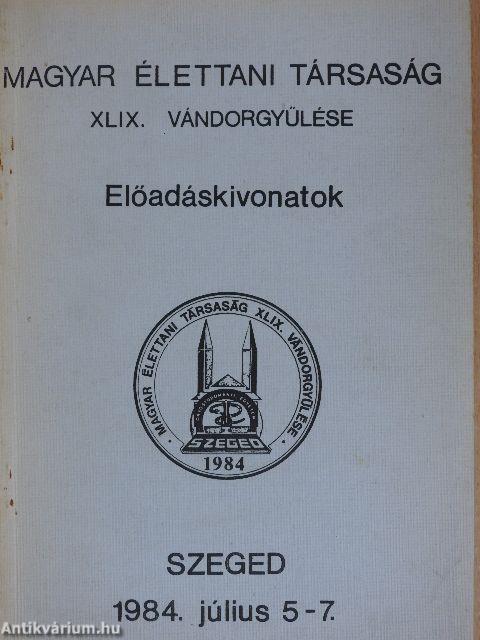 MAGYAR ÉLETTANI TÁRSASÁG
XLIX. VÁNDORGYŰLÉSE
Előadáskivonatok
MAGYAR ÉLETTANI TÁRSASÁG XLIX. VÁNDORGYŰLÉSE
SZEGED
1984
SZEGED
1984. július 5-7.
Antikvárium.hu